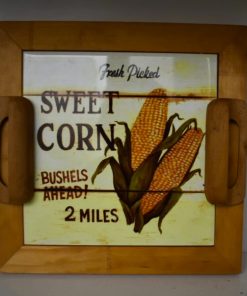 Fresh Picked
SWEET
CORN
BUSHELS
AHEAD!
2 MILES